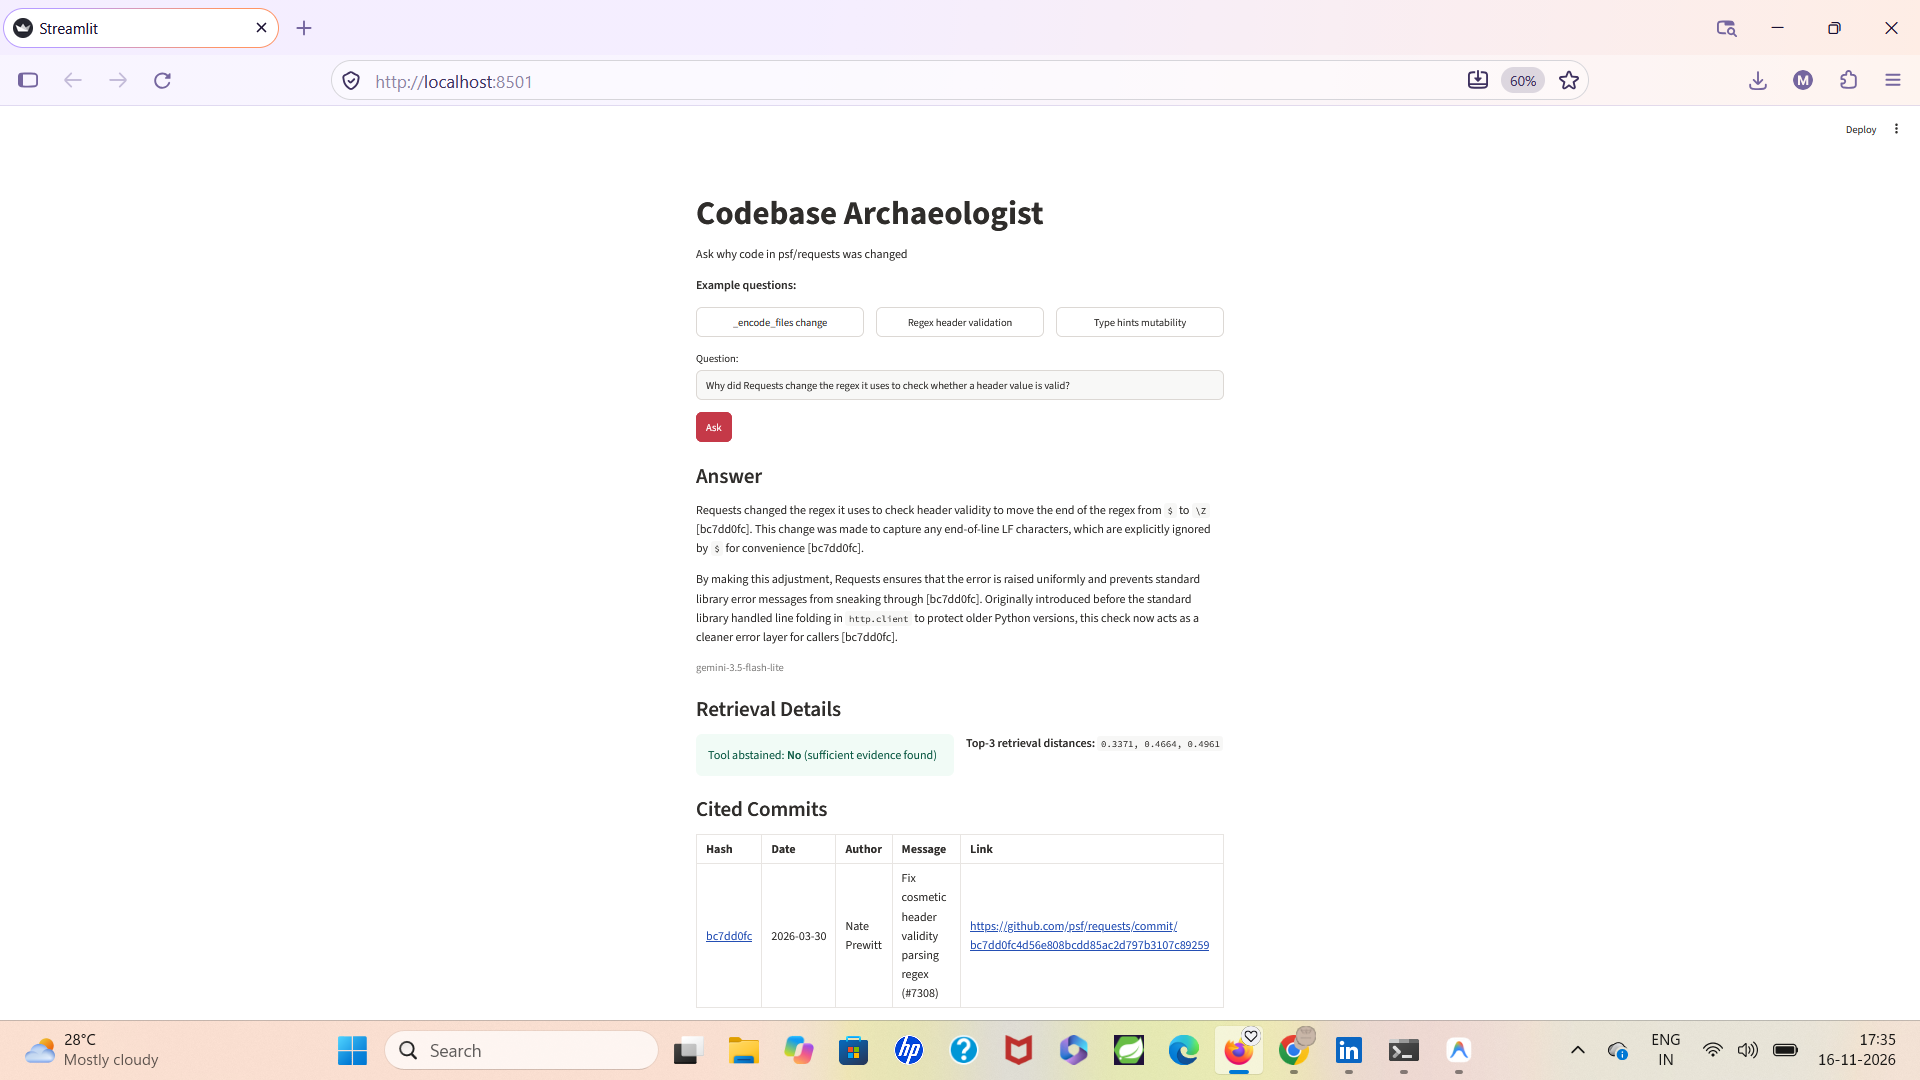 Streamlit
http://localhost:8501
60%
M
Deploy
Codebase Archaeologist
Ask why code in psf/requests was changed
Example questions:
_encode_files change
Regex header validation
Type hints mutability
Question:
Why did Requests change the regex it uses to check whether a header value is valid?
Ask
Answer
Requests changed the regex it uses to check header validity to move the end of the regex from $ to \Z
[bc7dd0fc]. This change was made to capture any end-of-line LF characters, which are explicitly ignored
by $ for convenience [bc7dd0fc].
By making this adjustment, Requests ensures that the error is raised uniformly and prevents standard
library error messages from sneaking through [bc7dd0fc]. Originally introduced before the standard
library handled line folding in http.client to protect older Python versions, this check now acts as a
cleaner error layer for callers [bc7dd0fc].
gemini-3.5-flash-lite
Retrieval Details
Tool abstained: No (sufficient evidence found)
Top-3 retrieval distances: 0.3371, 0.4664, 0.4961
Cited Commits
Hash Date Author Message Link
bc7dd0fc 2026-03-30
Nate
Prewitt
Fix
cosmetic
header
validity
parsing
regex
(#7308)
https://github.com/psf/requests/commit/
bc7dd0fc4d56e808bcdd85ac2d797b3107c89259
28°C
Mostly cloudy
Search
hp
?
in
ENG
IN
17:35
16-11-2026